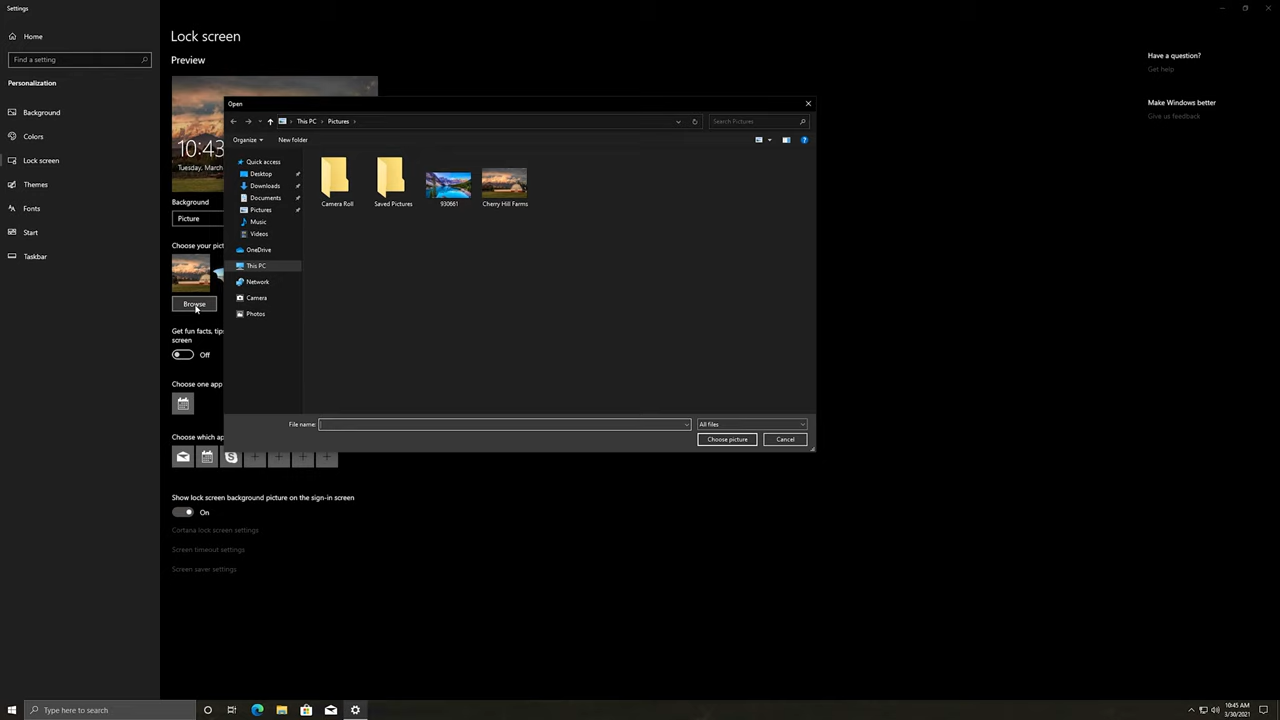 Settings
Home
Find a setting
Personalization
Background
Colors
Lock screen
Themes
Fonts
Start
Taskbar
Lock screen
Preview
10:43
Tuesday, March
Background
Picture
Choose your pict
Browse
Get fun facts, tips
screen
Off
Choose one app
Choose which ap
Show lock screen background picture on the sign-in screen
On
Cortana lock screen settings
Screen timeout settings
Screen saver settings
Open
This PC
Pictures
Search Pictures
Organize
New folder
Quick access
Desktop
Downloads
Documents
Pictures
Music
Videos
OneDrive
This PC
Network
Camera
Photos
Camera Roll
Saved Pictures
930661
Cherry Hill Farms
File name:
All files
Choose picture
Cancel
Have a question?
Get help
Make Windows better
Give us feedback
Type here to search
10:45 AM
3/30/2021